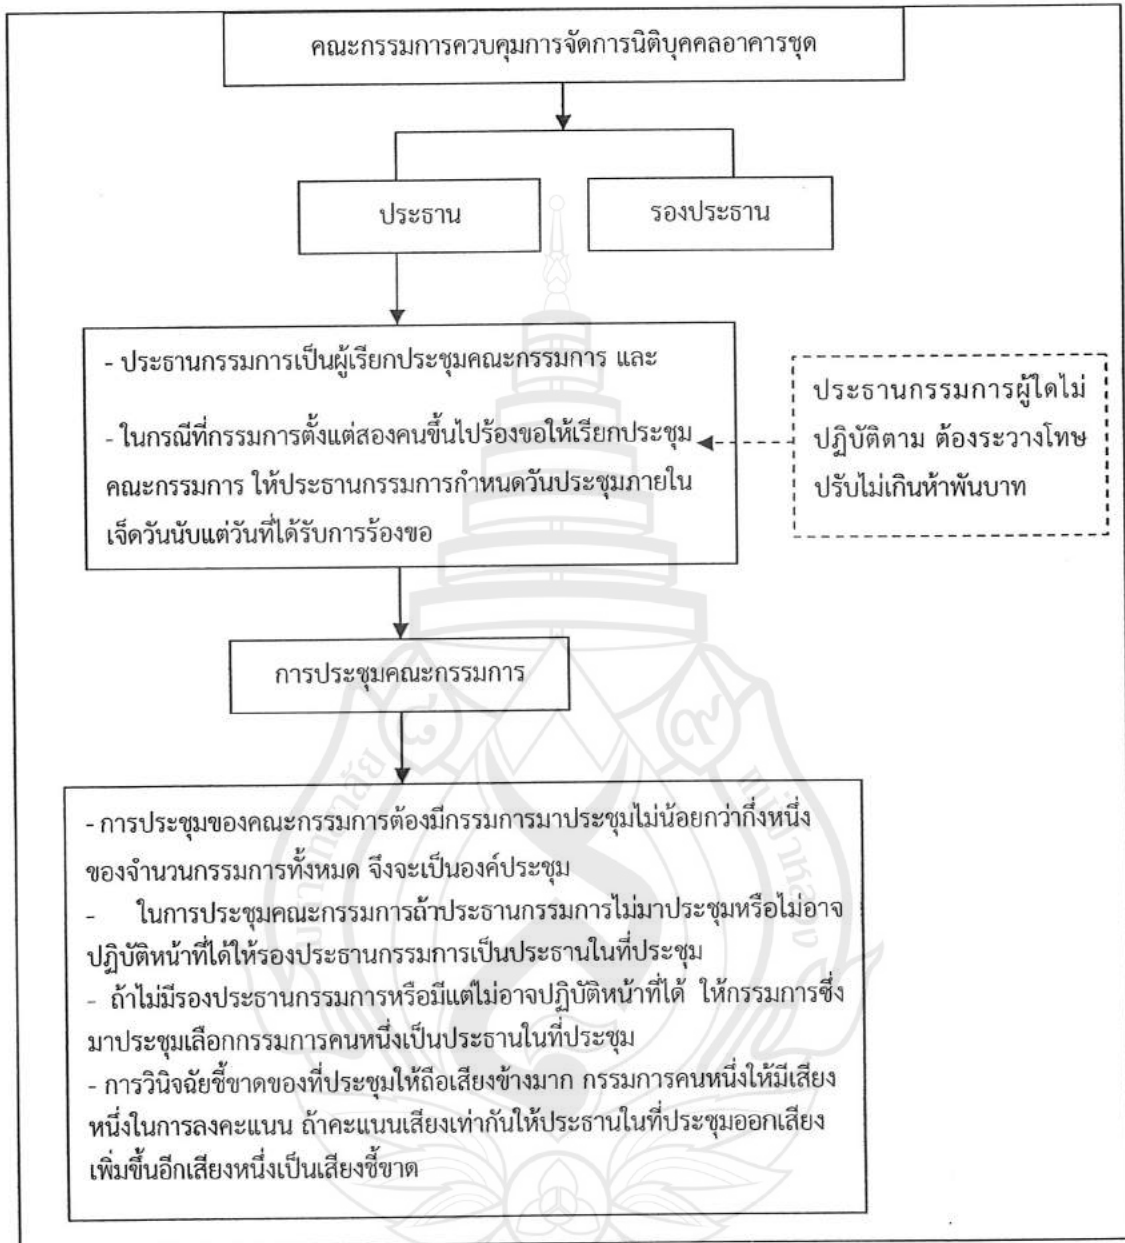 คณะกรรมการควบคุมการจัดการนิติบุคคลอาคารชุด
ประธาน
รองประธาน
- ประธานกรรมการเป็นผู้เรียกประชุมคณะกรรมการ และ
- ในกรณีที่กรรมการตั้งแต่สองคนขึ้นไปร้องขอให้เรียกประชุม
คณะกรรมการ ให้ประธานกรรมการกำหนดวันประชุมภายใน
เจ็ดวันนับแต่วันที่ได้รับการร้องขอ
ประธานกรรมการผู้ใดไม่
ปฏิบัติตาม ต้องระวางโทษ
ปรับไม่เกินห้าพันบาท
การประชุมคณะกรรมการ
- การประชุมของคณะกรรมการต้องมีกรรมการมาประชุมไม่น้อยกว่ากึ่งหนึ่ง
ของจำนวนกรรมการทั้งหมด จึงจะเป็นองค์ประชุม
- ในการประชุมคณะกรรมการถ้าประธานกรรมการไม่มาประชุมหรือไม่อาจ
ปฏิบัติหน้าที่ได้ให้รองประธานกรรมการเป็นประธานในที่ประชุม
- ถ้าไม่มีรองประธานกรรมการหรือมีแต่ไม่อาจปฏิบัติหน้าที่ได้ ให้กรรมการซึ่ง
มาประชุมเลือกกรรมการคนหนึ่งเป็นประธานในที่ประชุม
- การวินิจฉัยชี้ขาดของที่ประชุมให้ถือเสียงข้างมาก กรรมการคนหนึ่งให้มีเสียง
หนึ่งในการลงคะแนน ถ้าคะแนนเสียงเท่ากันให้ประธานในที่ประชุมออกเสียง
เพิ่มขึ้นอีกเสียงหนึ่งเป็นเสียงชี้ขาด
๘ ๙
มหาวิทยาลัย
แม่ฟ้าหลวง